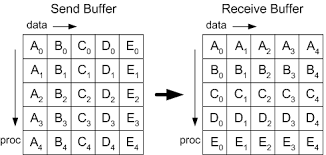 Send Buffer Receive Buffer
data data
A₀ B₀ C₀ D₀ E₀ A₀ A₁ A₂ A₃ A₄
A₁ B₁ C₁ D₁ E₁ B₀ B₁ B₂ B₃ B₄
A₂ B₂ C₂ D₂ E₂ C₀ C₁ C₂ C₃ C₄
A₃ B₃ C₃ D₃ E₃ D₀ D₁ D₂ D₃ D₄
proc A₄ B₄ C₄ D₄ E₄ proc E₀ E₁ E₂ E₃ E₄